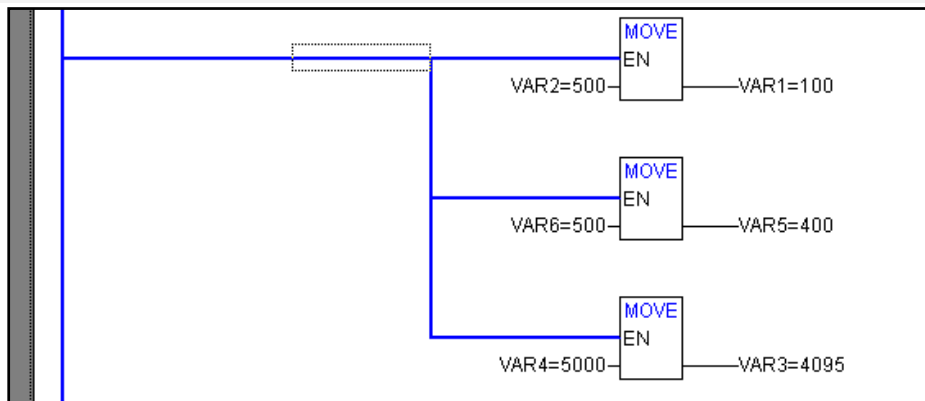 MOVE
EN
VAR2=500
VAR1=100
MOVE
EN
VAR6=500
VAR5=400
MOVE
EN
VAR4=5000
VAR3=4095